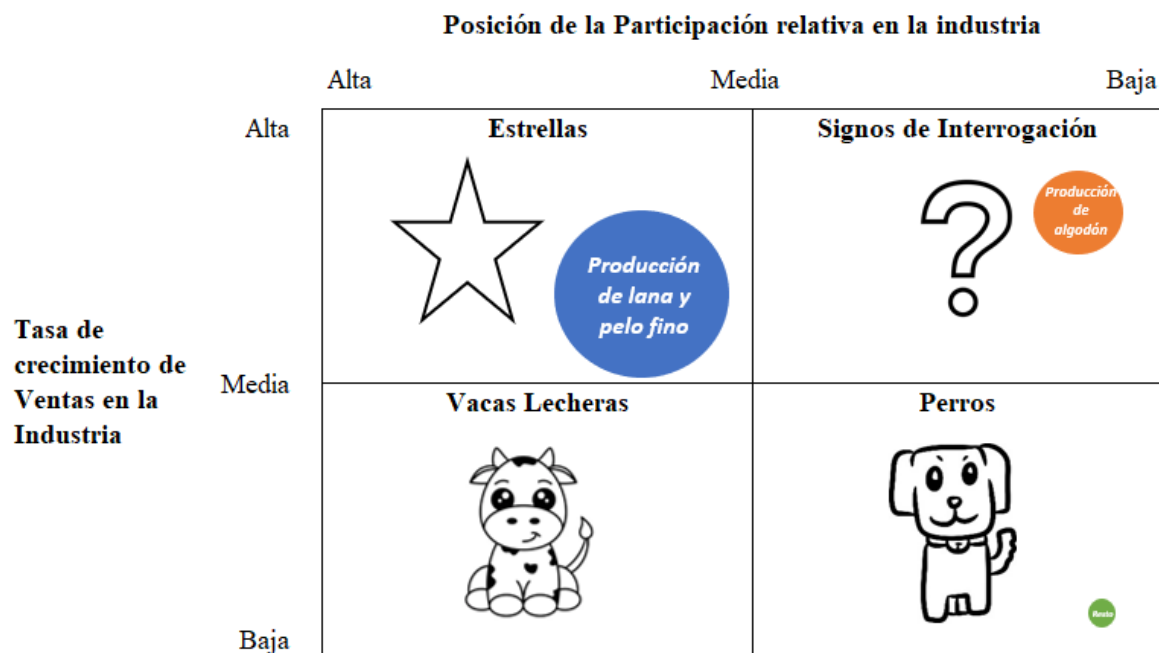 Posición de la Participación relativa en la industria
Alta Media Baja
Alta
Estrellas
Signos de Interrogación
?
Producción
de
algodón
Producción
de lana y
pelo fino
Tasa de
crecimiento de
Ventas en la
Industria
Media
Vacas Lecheras
Perros
Resto
Baja